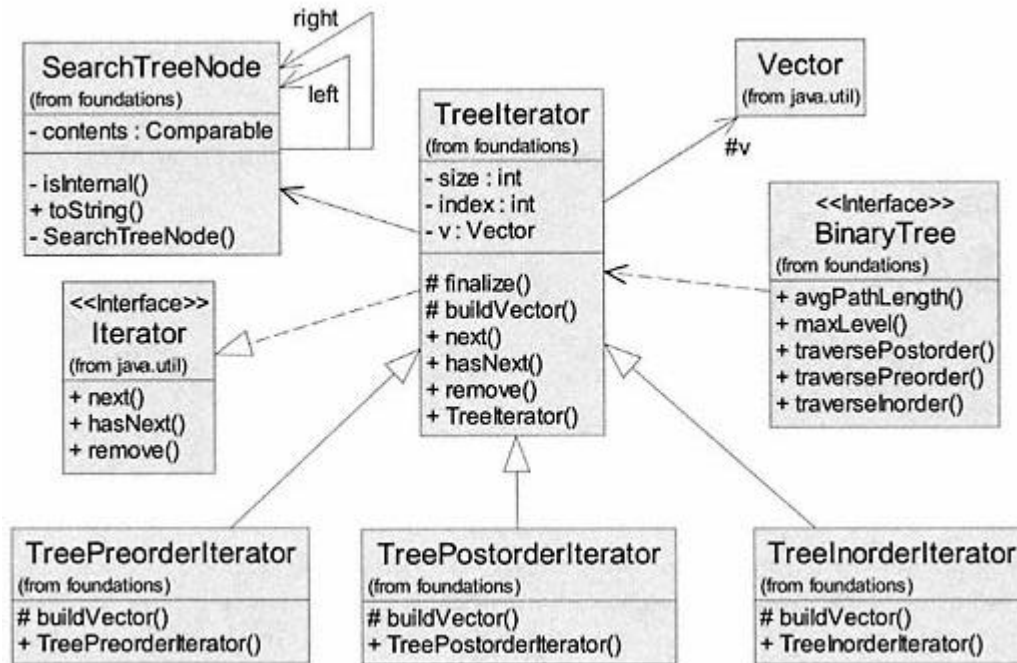 right
SearchTreeNode
(from foundations)
left
- contents : Comparable
- isInternal()
+ toString()
- SearchTreeNode()
TreeIterator
(from foundations)
- size : int
- index : int
- v : Vector
# finalize()
# buildVector()
+ next()
+ hasNext()
+ remove()
+ TreeIterator()
Vector
(from java.util)
#v
<<Interface>>
BinaryTree
(from foundations)
+ avgPathLength()
+ maxLevel()
+ traversePostorder()
+ traversePreorder()
+ traverseInorder()
<<Interface>>
Iterator
(from java.util)
+ next()
+ hasNext()
+ remove()
TreePreorderIterator
(from foundations)
# buildVector()
+ TreePreorderIterator()
TreePostorderIterator
(from foundations)
# buildVector()
+ TreePostorderIterator()
TreeInorderIterator
(from foundations)
# buildVector()
+ TreeInorderIterator()